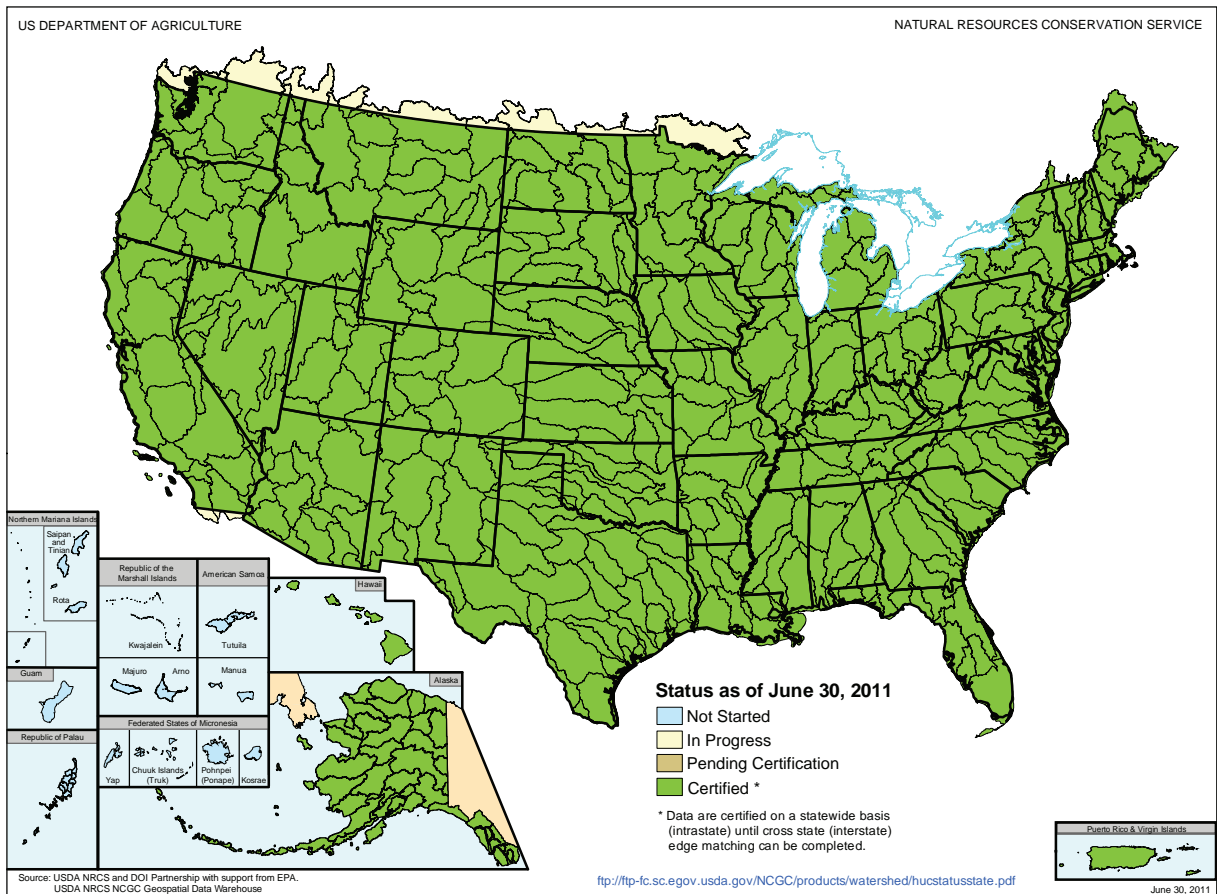 US DEPARTMENT OF AGRICULTURE
NATURAL RESOURCES CONSERVATION SERVICE
Northern Mariana Islands
Saipan
and
Tinian
Rota
Republic of the
Marshall Islands
American Samoa
Kwajalein
Tutuila
Majuro
Arno
Manua
Hawaii
Guam
Alaska
Federated States of Micronesia
Republic of Palau
Yap
Chuuk Islands
(Truk)
Pohnpei
(Ponape)
Kosrae
Status as of June 30, 2011
Not Started
In Progress
Pending Certification
Certified *
* Data are certified on a statewide basis
(intrastate) until cross state (interstate)
edge matching can be completed.
Puerto Rico & Virgin Islands
Source: USDA NRCS and DOI Partnership with support from EPA.
USDA NRCS NCGC Geospatial Data Warehouse
ftp://ftp-fc.sc.egov.usda.gov/NCGC/products/watershed/hucstatusstate.pdf
June 30, 2011